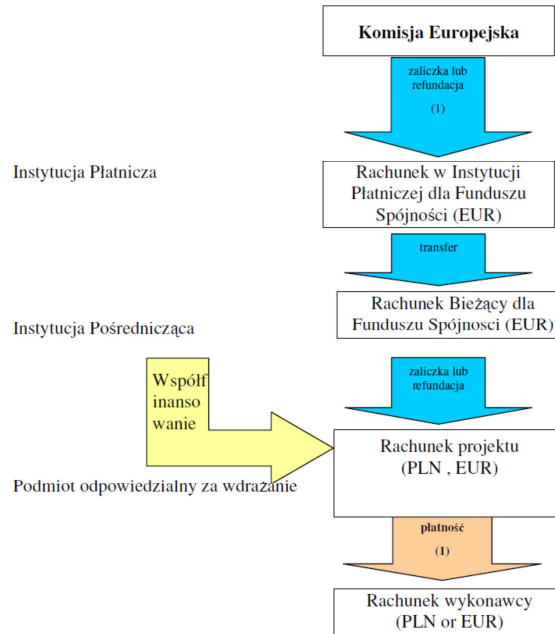 Komisja Europejska
zaliczka lub
refundacja
(1)
Instytucja Płatnicza
Rachunek w Instytucji
Płatniczej dla Funduszu
Spójności (EUR)
transfer
Rachunek Bieżący dla
Funduszu Spójnosci (EUR)
Instytucja Pośrednicząca
zaliczka lub
refundacja
Współf
inanso
wanie
Rachunek projektu
(PLN , EUR)
Podmiot odpowiedzialny za wdrażanie
płatność
(1)
Rachunek wykonawcy
(PLN or EUR)